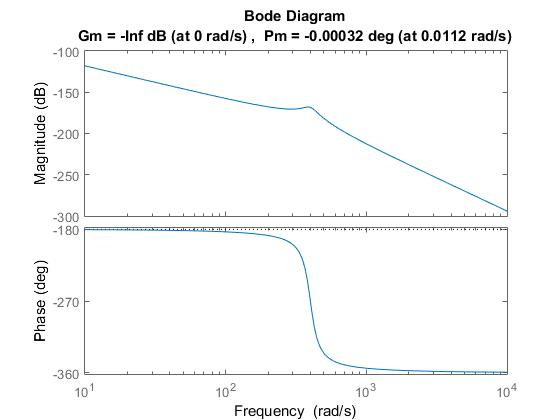 Bode Diagram
Gm = -Inf dB (at 0 rad/s) , Pm = -0.00032 deg (at 0.0112 rad/s)
-100
-150
-200
-250
-300
Magnitude (dB)
-180
-270
-360
Phase (deg)
10^1 10^2 10^3 10^4
Frequency (rad/s)